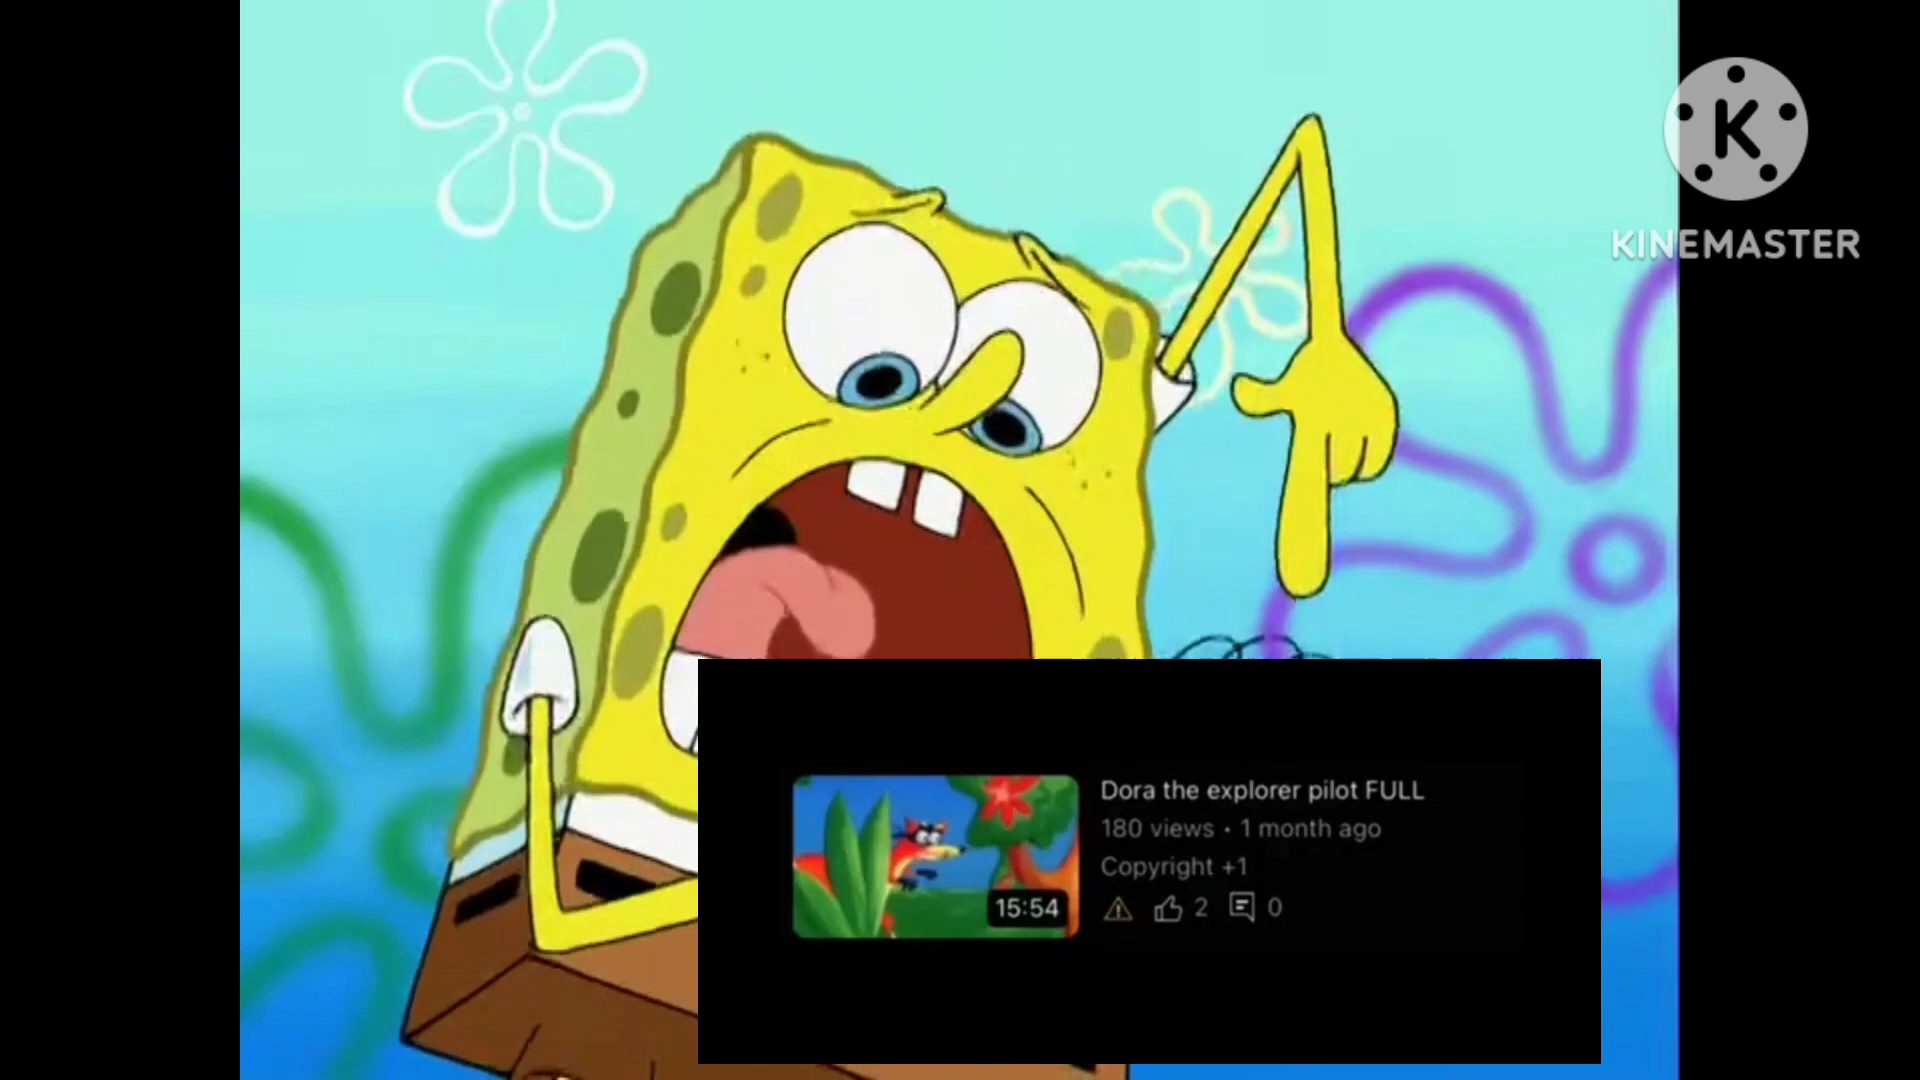 K
KINEMASTER
Dora the explorer pilot FULL
180 views • 1 month ago
Copyright +1
2 0
15:54